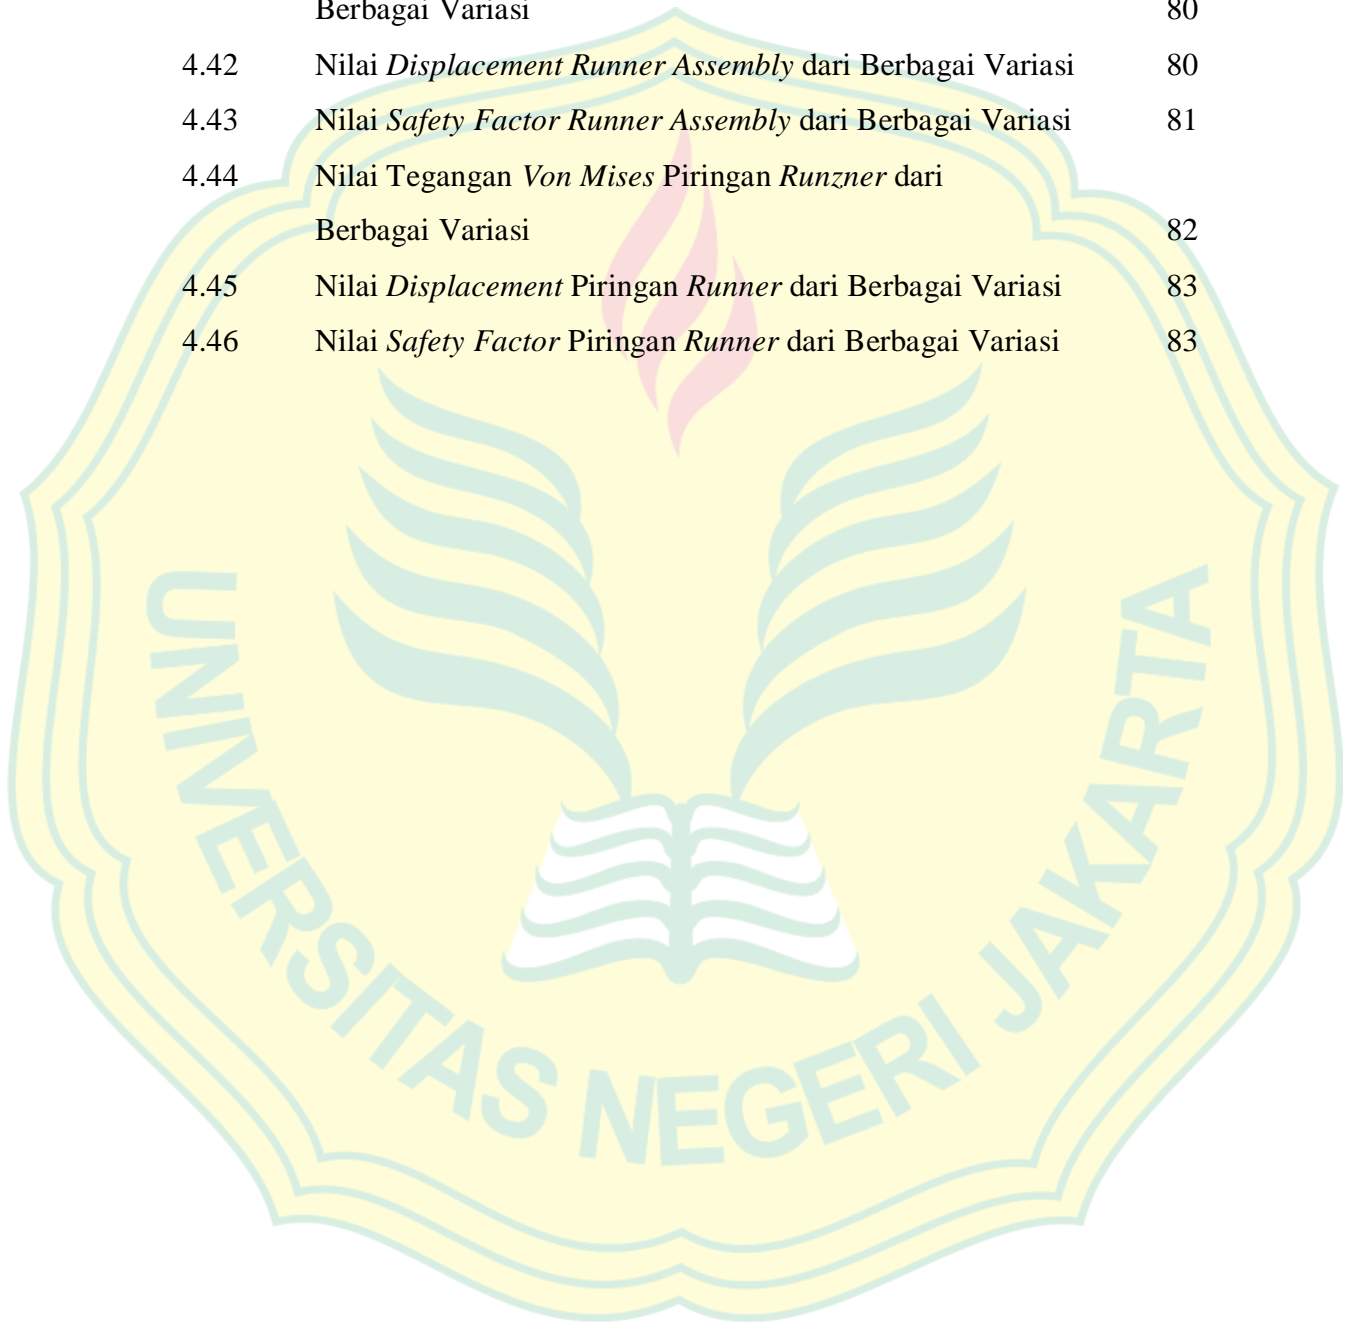 Berbagai Variasi 80
4.42 Nilai Displacement Runner Assembly dari Berbagai Variasi 80
4.43 Nilai Safety Factor Runner Assembly dari Berbagai Variasi 81
4.44 Nilai Tegangan Von Mises Piringan Runzner dari
Berbagai Variasi 82
4.45 Nilai Displacement Piringan Runner dari Berbagai Variasi 83
4.46 Nilai Safety Factor Piringan Runner dari Berbagai Variasi 83
UNIVERSITAS NEGERI JAKARTA